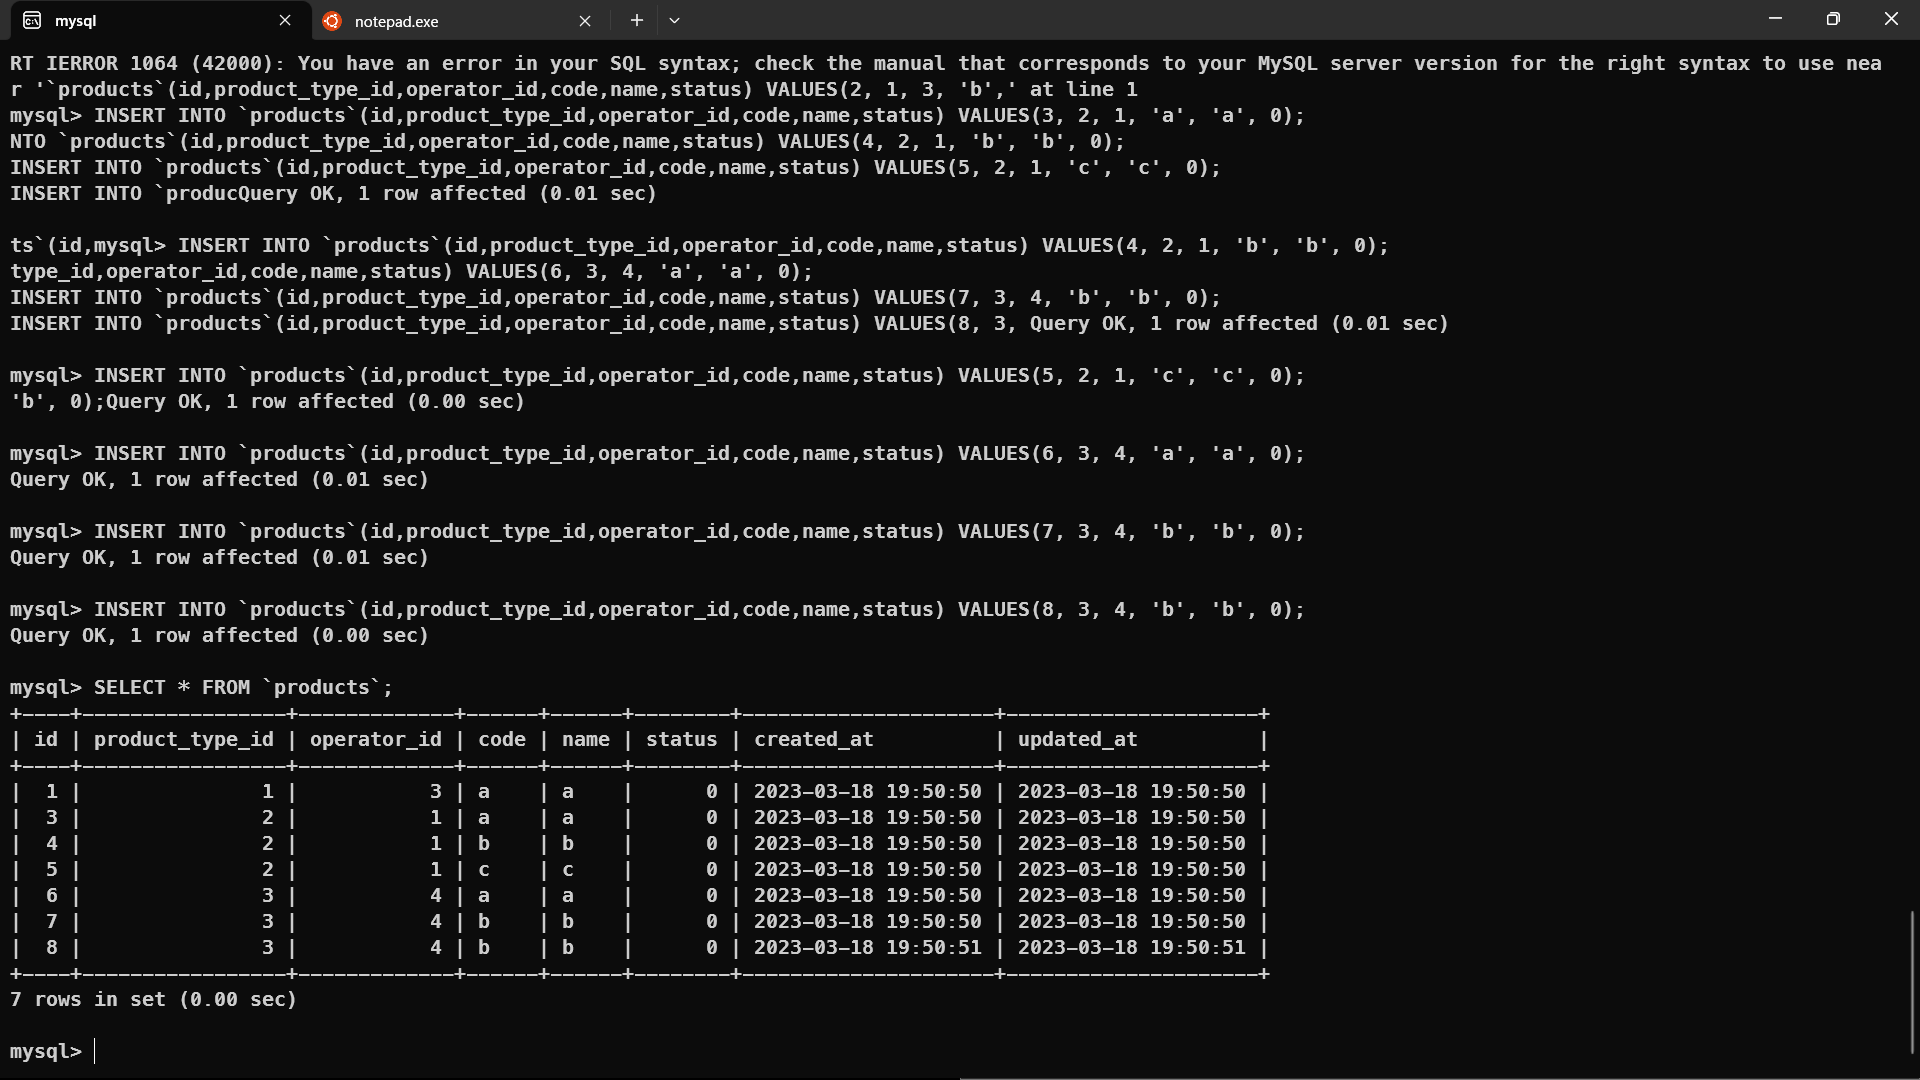 mysql
notepad.exe
RT IERROR 1064 (42000): You have an error in your SQL syntax; check the manual that corresponds to your MySQL server version for the right syntax to use nea
r '`products`(id,product_type_id,operator_id,code,name,status) VALUES(2, 1, 3, 'b',' at line 1
mysql> INSERT INTO `products`(id,product_type_id,operator_id,code,name,status) VALUES(3, 2, 1, 'a', 'a', 0);
NTO `products`(id,product_type_id,operator_id,code,name,status) VALUES(4, 2, 1, 'b', 'b', 0);
INSERT INTO `products`(id,product_type_id,operator_id,code,name,status) VALUES(5, 2, 1, 'c', 'c', 0);
INSERT INTO `producQuery OK, 1 row affected (0.01 sec)
ts`(id,mysql> INSERT INTO `products`(id,product_type_id,operator_id,code,name,status) VALUES(4, 2, 1, 'b', 'b', 0);
type_id,operator_id,code,name,status) VALUES(6, 3, 4, 'a', 'a', 0);
INSERT INTO `products`(id,product_type_id,operator_id,code,name,status) VALUES(7, 3, 4, 'b', 'b', 0);
INSERT INTO `products`(id,product_type_id,operator_id,code,name,status) VALUES(8, 3, Query OK, 1 row affected (0.01 sec)
mysql> INSERT INTO `products`(id,product_type_id,operator_id,code,name,status) VALUES(5, 2, 1, 'c', 'c', 0);
'b', 0);Query OK, 1 row affected (0.00 sec)
mysql> INSERT INTO `products`(id,product_type_id,operator_id,code,name,status) VALUES(6, 3, 4, 'a', 'a', 0);
Query OK, 1 row affected (0.01 sec)
mysql> INSERT INTO `products`(id,product_type_id,operator_id,code,name,status) VALUES(7, 3, 4, 'b', 'b', 0);
Query OK, 1 row affected (0.01 sec)
mysql> INSERT INTO `products`(id,product_type_id,operator_id,code,name,status) VALUES(8, 3, 4, 'b', 'b', 0);
Query OK, 1 row affected (0.00 sec)
mysql> SELECT * FROM `products`;
+----+-----------------+-------------+------+------+--------+---------------------+---------------------+
| id | product_type_id | operator_id | code | name | status | created_at          | updated_at          |
+----+-----------------+-------------+------+------+--------+---------------------+---------------------+
|  1 |               1 |           3 | a    | a    |      0 | 2023-03-18 19:50:50 | 2023-03-18 19:50:50 |
|  3 |               2 |           1 | a    | a    |      0 | 2023-03-18 19:50:50 | 2023-03-18 19:50:50 |
|  4 |               2 |           1 | b    | b    |      0 | 2023-03-18 19:50:50 | 2023-03-18 19:50:50 |
|  5 |               2 |           1 | c    | c    |      0 | 2023-03-18 19:50:50 | 2023-03-18 19:50:50 |
|  6 |               3 |           4 | a    | a    |      0 | 2023-03-18 19:50:50 | 2023-03-18 19:50:50 |
|  7 |               3 |           4 | b    | b    |      0 | 2023-03-18 19:50:50 | 2023-03-18 19:50:50 |
|  8 |               3 |           4 | b    | b    |      0 | 2023-03-18 19:50:51 | 2023-03-18 19:50:51 |
+----+-----------------+-------------+------+------+--------+---------------------+---------------------+
7 rows in set (0.00 sec)
mysql>